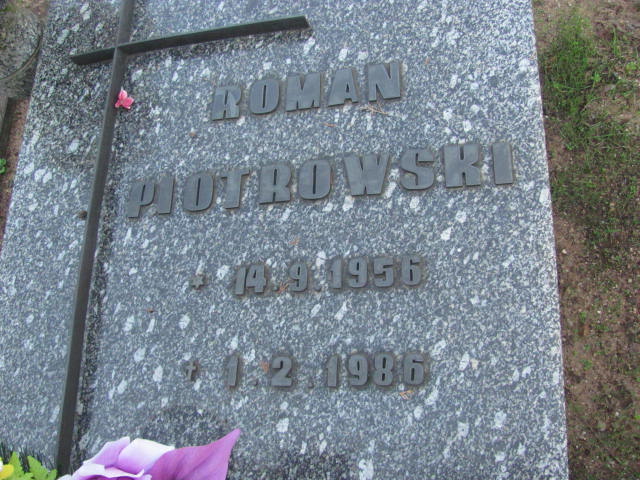 ROMAN
PIOTROWSKI
+ 14.9.1956
+ 1.2.1986